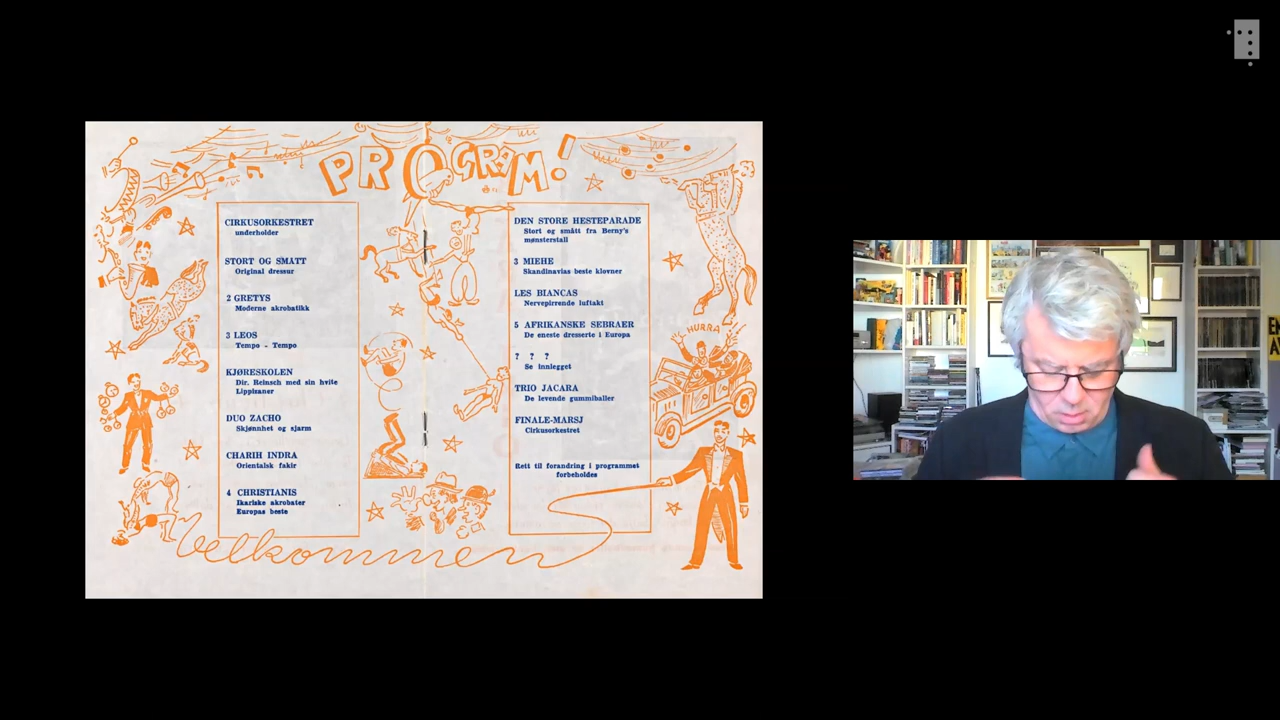 PROGRAM!
CIRKUSORKESTRET
underholder
STORT OG SMATT
Original dressur
2 GRETYS
Moderne akrobatikk
3 LEOS
Tempo - Tempo
KJØRESKOLEN
Dir. Reinsch med sin hvite
Lippizaner
DUO ZACHO
Skjønnhet og sjarm
CHARIH INDRA
Orientalsk fakir
4 CHRISTIANIS
Ikariske akrobater
Europas beste
DEN STORE HESTEPARADE
Stort og smått fra Berny's
mønsterstall
3 MIEHE
Skandinavias beste klovner
LES BIANCAS
Nervepirrende luftakt
5 AFRIKANSKE SEBRAER
De eneste dresserte i Europa
? ? ?
Se innlegget
TRIO JACARA
De levende gummiballer
FINALE-MARSJ
Cirkusorkestret
Rett til forandring i programmet
forbeholdes
HURRA
Velkommen